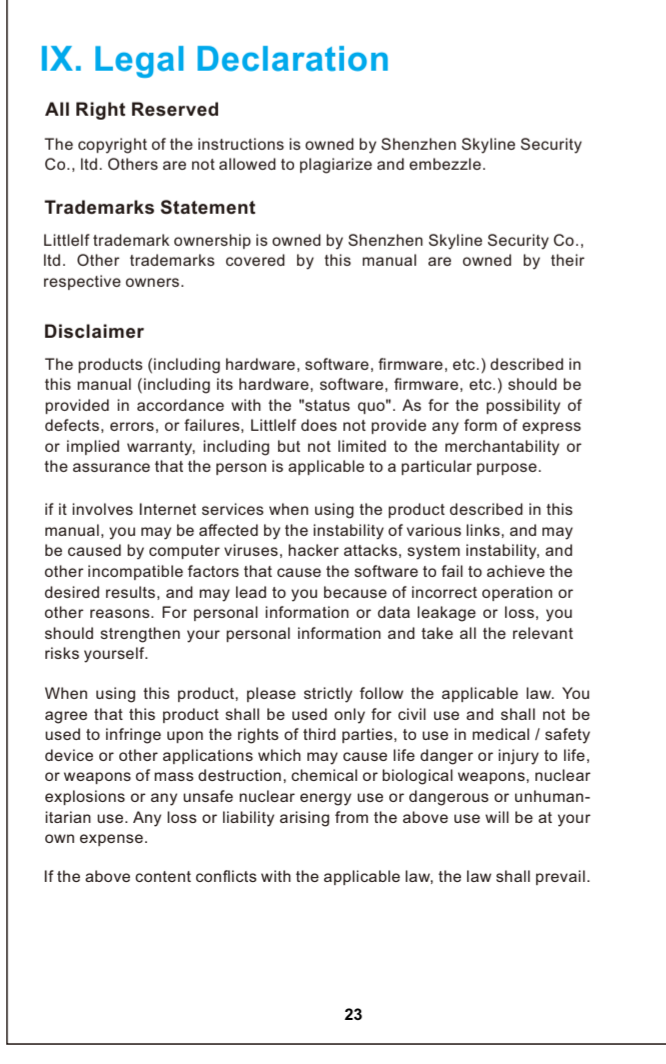 IX. Legal Declaration
All Right Reserved
The copyright of the instructions is owned by Shenzhen Skyline Security
Co., ltd. Others are not allowed to plagiarize and embezzle.
Trademarks Statement
Littlelf trademark ownership is owned by Shenzhen Skyline Security Co.,
ltd. Other trademarks covered by this manual are owned by their
respective owners.
Disclaimer
The products (including hardware, software, firmware, etc.) described in
this manual (including its hardware, software, firmware, etc.) should be
provided in accordance with the "status quo". As for the possibility of
defects, errors, or failures, Littlelf does not provide any form of express
or implied warranty, including but not limited to the merchantability or
the assurance that the person is applicable to a particular purpose.
if it involves Internet services when using the product described in this
manual, you may be affected by the instability of various links, and may
be caused by computer viruses, hacker attacks, system instability, and
other incompatible factors that cause the software to fail to achieve the
desired results, and may lead to you because of incorrect operation or
other reasons. For personal information or data leakage or loss, you
should strengthen your personal information and take all the relevant
risks yourself.
When using this product, please strictly follow the applicable law. You
agree that this product shall be used only for civil use and shall not be
used to infringe upon the rights of third parties, to use in medical / safety
device or other applications which may cause life danger or injury to life,
or weapons of mass destruction, chemical or biological weapons, nuclear
explosions or any unsafe nuclear energy use or dangerous or unhuman-
itarian use. Any loss or liability arising from the above use will be at your
own expense.
If the above content conflicts with the applicable law, the law shall prevail.
23